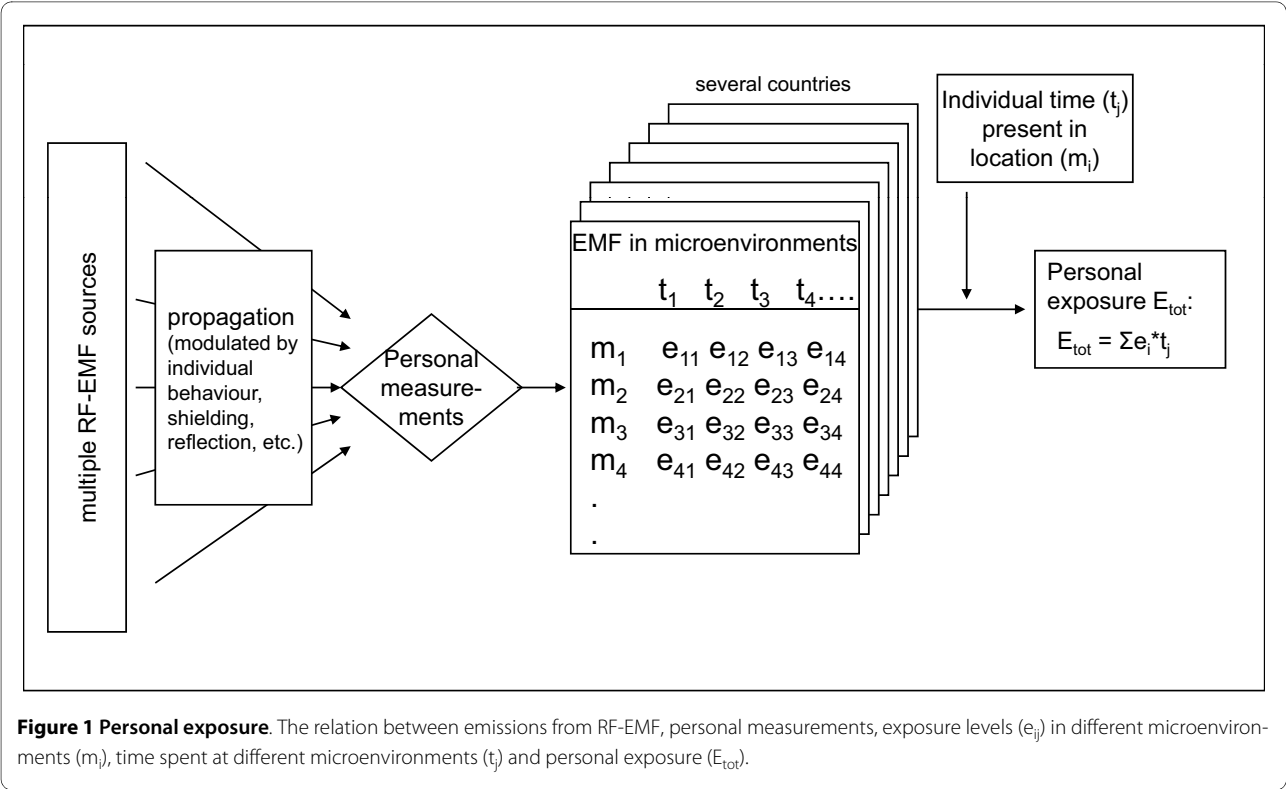 multiple RF-EMF sources
propagation
(modulated by
individual
behaviour,
shielding,
reflection, etc.)
Personal
measure-
ments
several countries
. . . .
EMF in microenvironments
t1 t2 t3 t4....
m1 e11 e12 e13 e14
m2 e21 e22 e23 e24
m3 e31 e32 e33 e34
m4 e41 e42 e43 e44
.
.
Individual time (tj)
present in
location (mi)
Personal
exposure Etot:
Etot = Σei*tj
Figure 1 Personal exposure. The relation between emissions from RF-EMF, personal measurements, exposure levels (eij) in different microenviron-
ments (mi), time spent at different microenvironments (tj) and personal exposure (Etot).